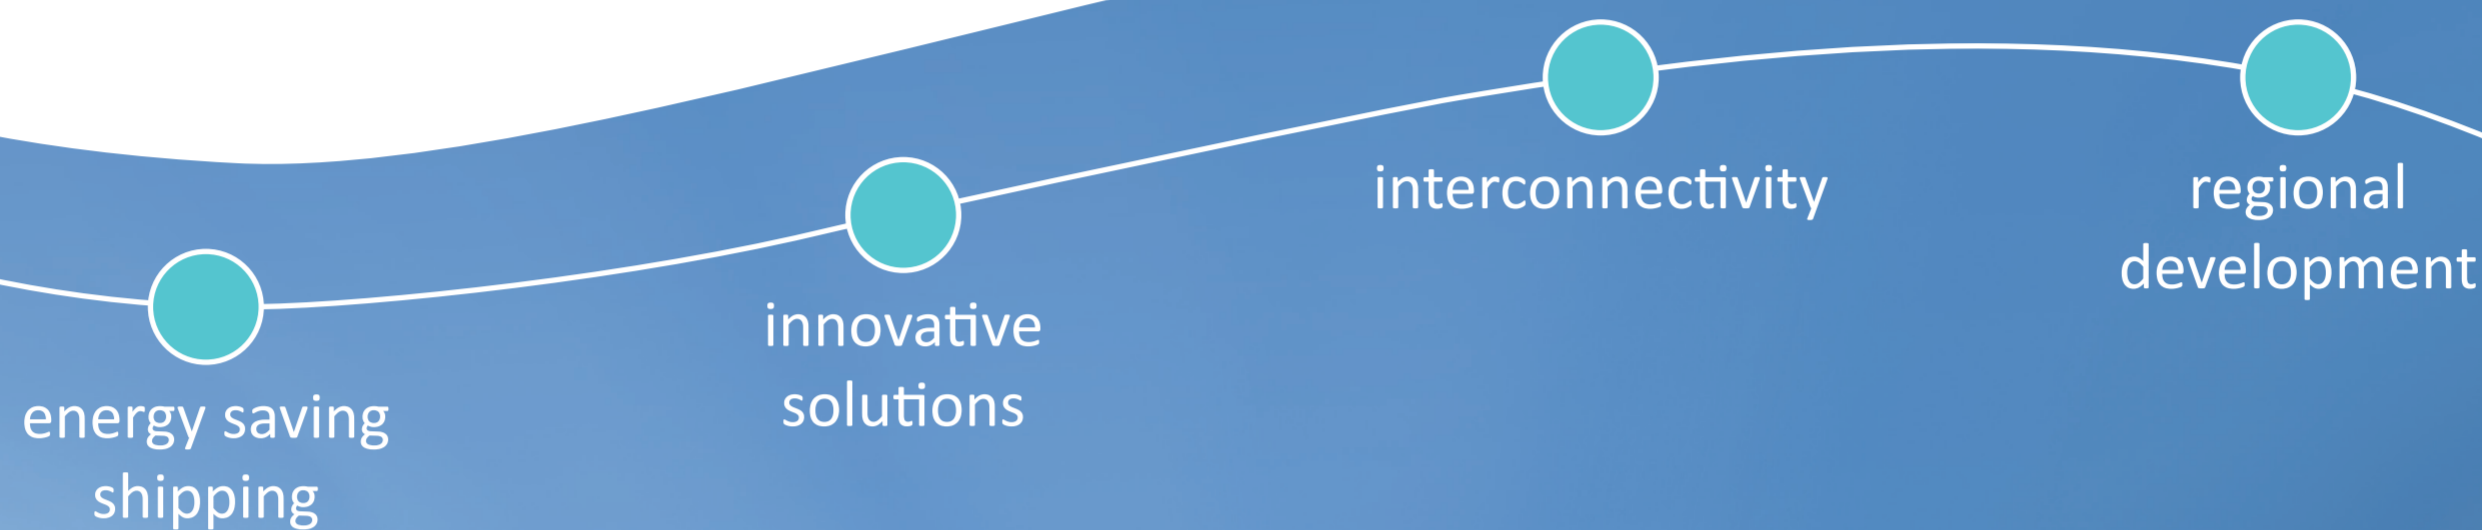 energy saving
shipping
innovative
solutions
interconnectivity
regional
development